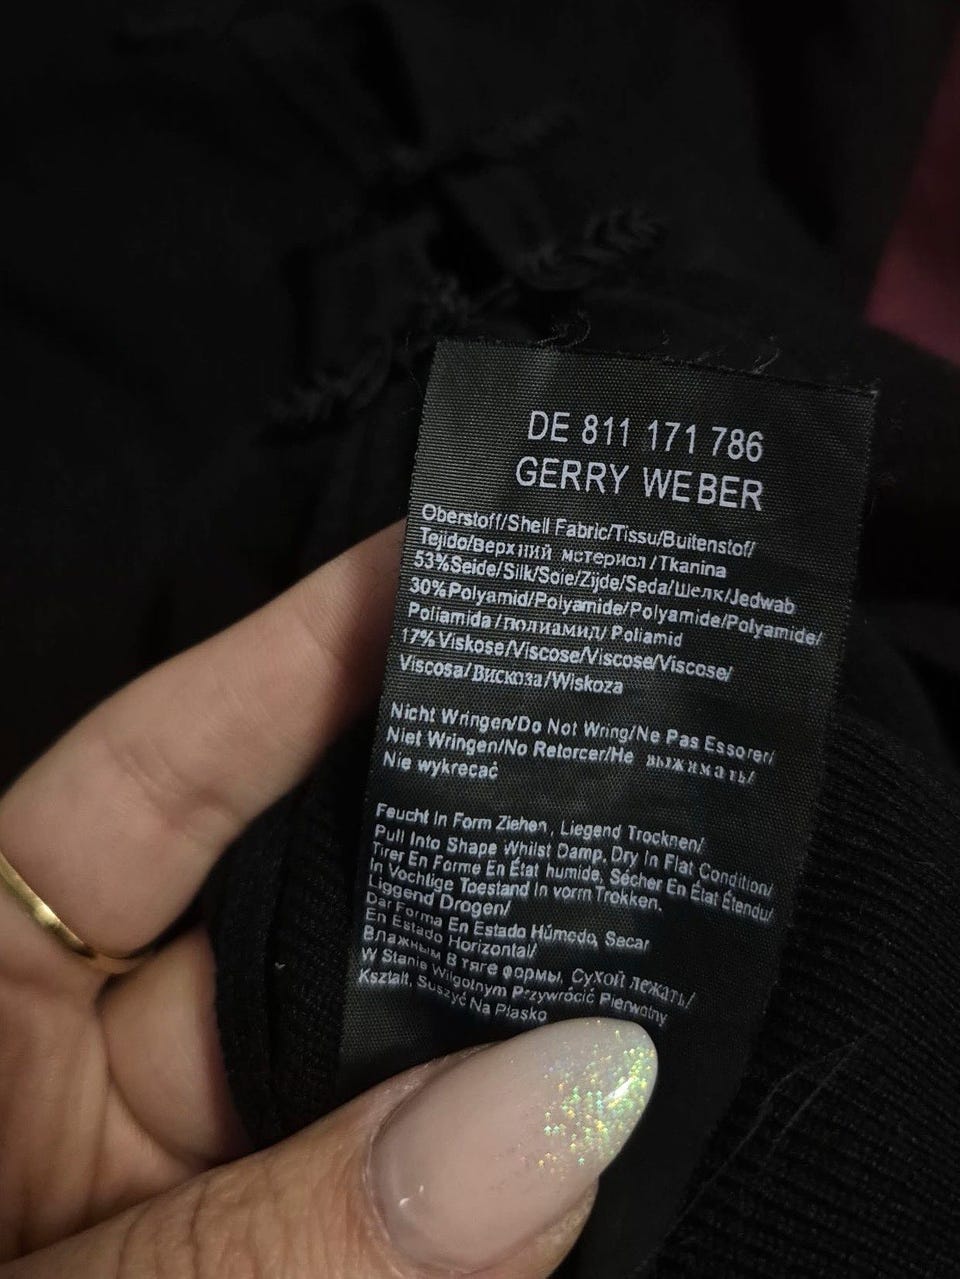 DE 811 171 786
GERRY WEBER
Oberstoff/Shell Fabric/Tissu/Buitenstof/
Tejido/верхний мстериол/Tkanina
53%Seide/Silk/Soie/Zijde/Seda/Шелк/Jedwab
30%Polyamid/Polyamide/Polyamide/Polyamide/
Poliamida/полиамид/Poliamid
17%Viskose/Viscose/Viscose/Viscose/
Viscosa/Вискоза/Wiskoza
Nicht Wringen/Do Not Wring/Ne Pas Essorer/
Niet Wringen/No Retorcer/Не выжимать/
Nie wykrecać
Feucht In Form Ziehen, Liegend Trocknen/
Pull Into Shape Whilst Damp, Dry In Flat Condition/
Tirer En Forme En État humide, Sécher En État Étendu/
In Vochtige Toestand In vorm Trokken.
Liggend Drogen/
Dar Forma En Estado Húmedo, Secar
En Estado Horizontal/
Влажным В тяге формы, Сухой лежать/
W Stanie Wilgotnym Przywrócić Pierwotny
Kształt, Suszyć Na Płasko